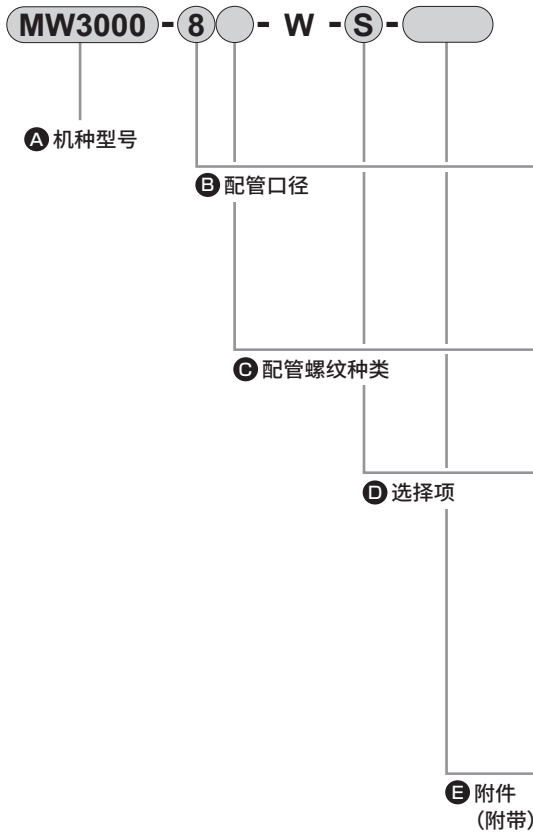 MW3000-8 - W -S-
A 机种型号
B 配管口径
C 配管螺纹种类
D 选择项
E 附件
（附带）